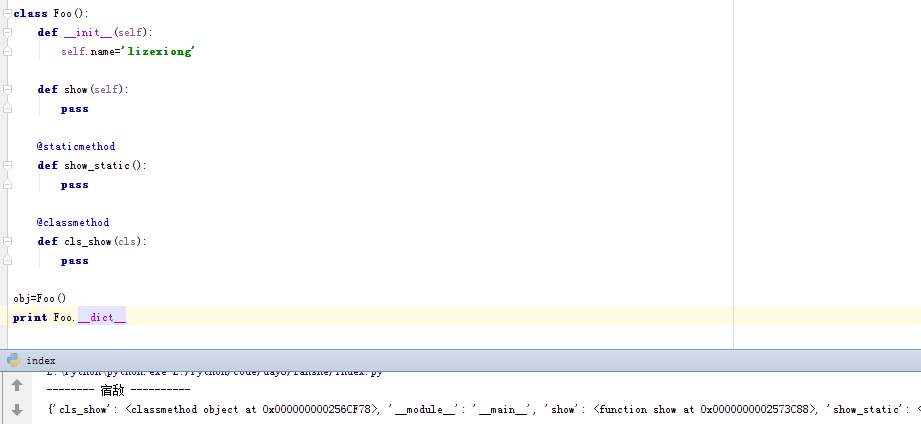 class Foo():
def __init__(self):
self.name='lizexiong'
def show(self):
pass
@staticmethod
def show_static():
pass
@classmethod
def cls_show(cls):
pass
obj=Foo()
print Foo.__dict__
index
-------- 宿敌 ----------
{'cls_show': <classmethod object at 0x000000000256CF78>, '__module__': '__main__', 'show': <function show at 0x0000000002573C88>, 'show_static': <